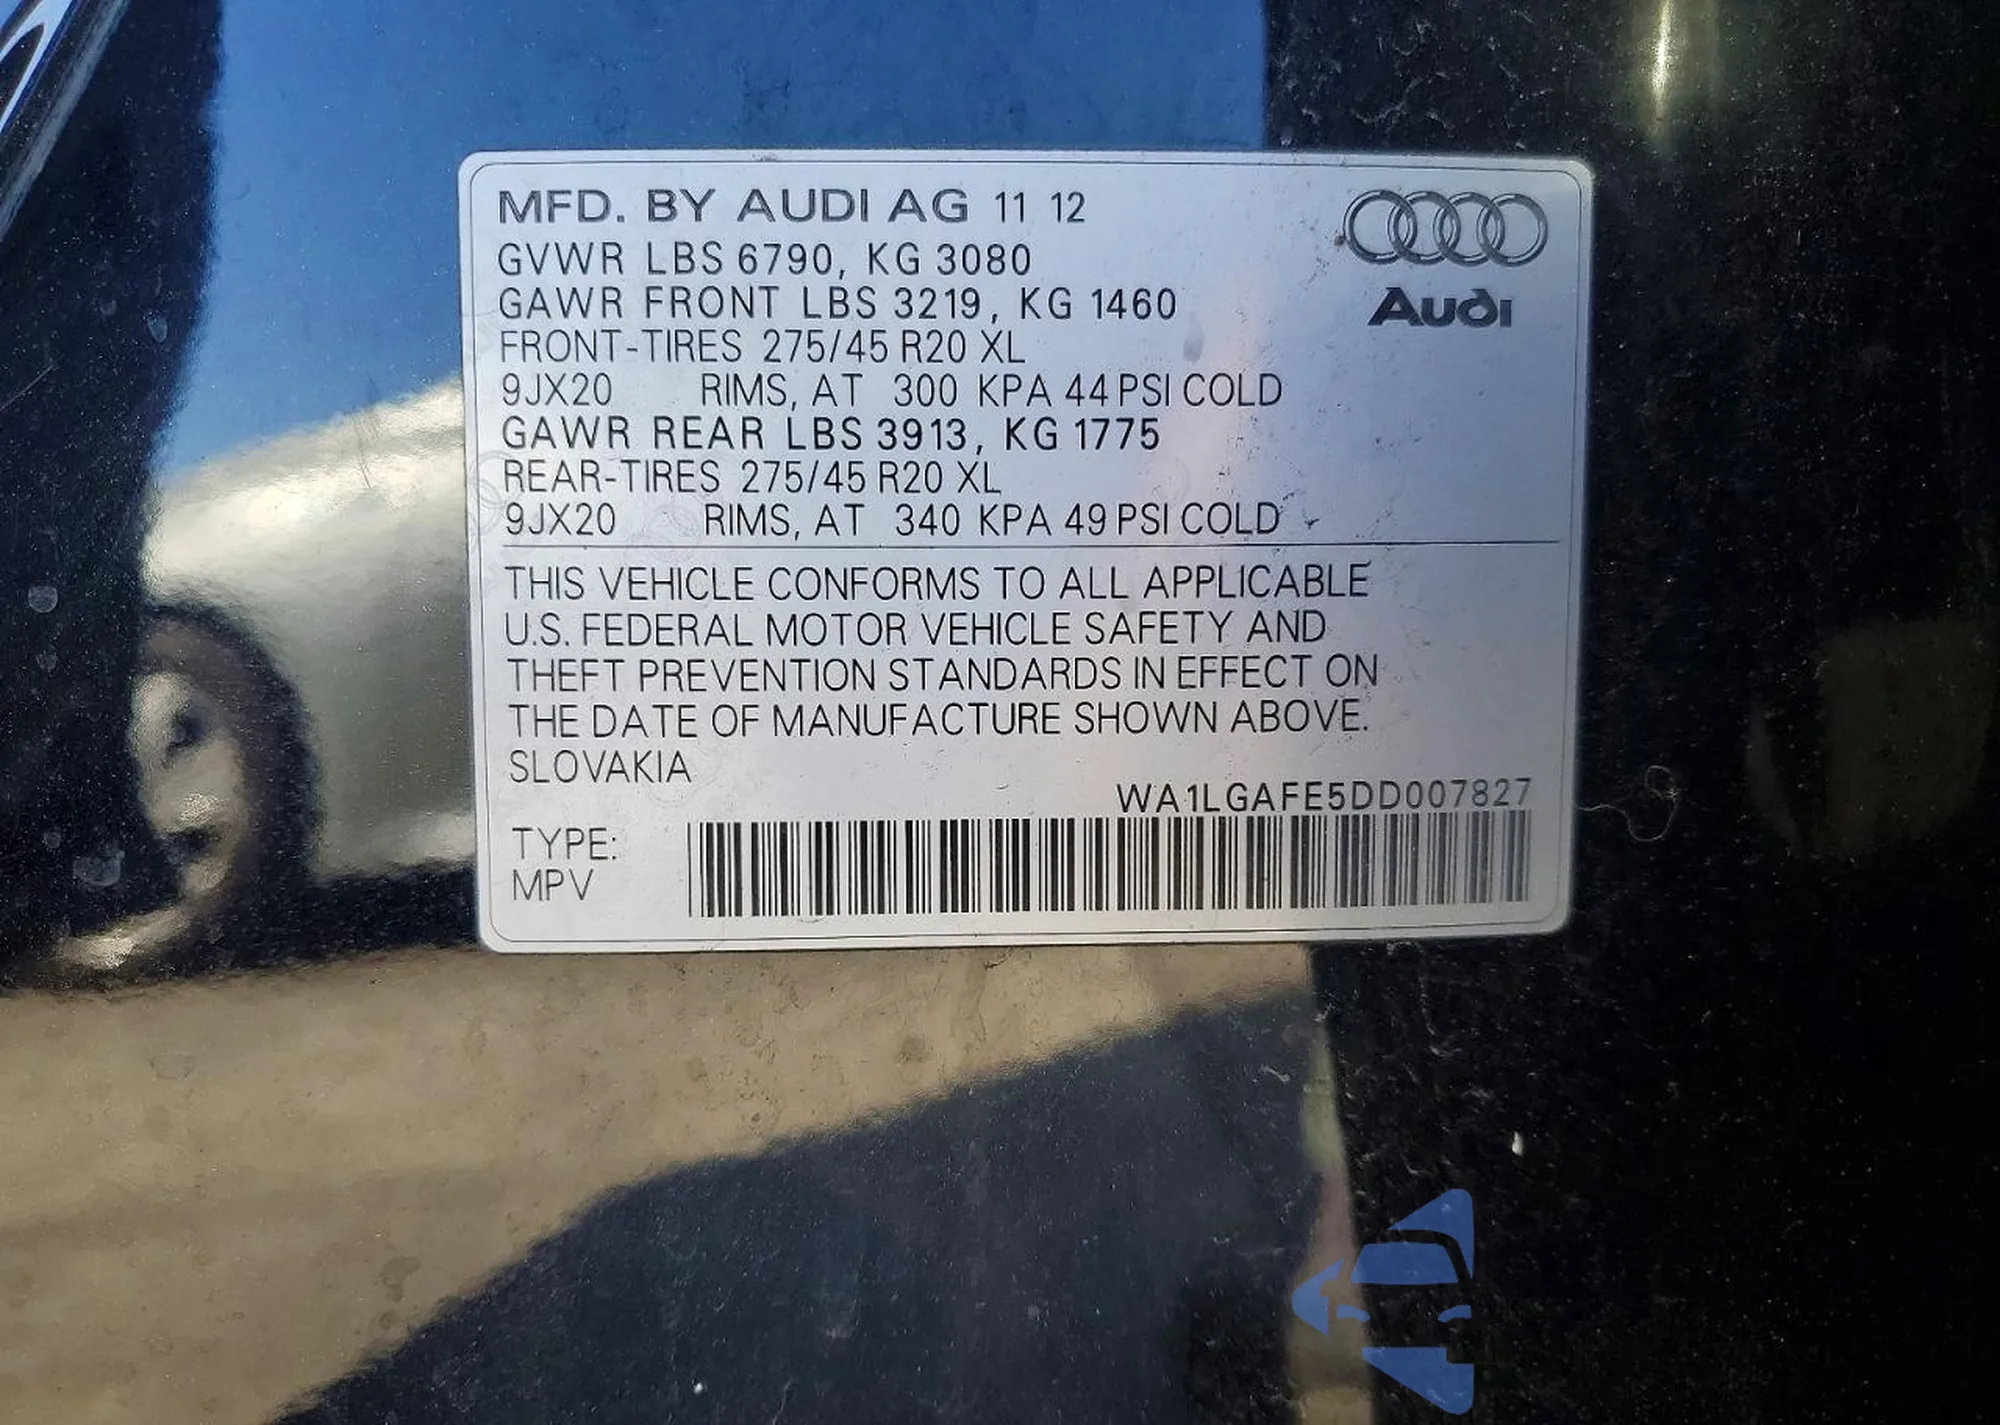 MFD. BY AUDI AG 11 12
GVWR LBS 6790, KG 3080
GAWR FRONT LBS 3219, KG 1460
FRONT-TIRES 275/45 R20 XL
9JX20 RIMS, AT 300 KPA 44 PSI COLD
GAWR REAR LBS 3913, KG 1775
REAR-TIRES 275/45 R20 XL
9JX20 RIMS, AT 340 KPA 49 PSI COLD
Audi
THIS VEHICLE CONFORMS TO ALL APPLICABLE
U.S. FEDERAL MOTOR VEHICLE SAFETY AND
THEFT PREVENTION STANDARDS IN EFFECT ON
THE DATE OF MANUFACTURE SHOWN ABOVE.
SLOVAKIA
WA1LGAFE5DD007827
TYPE:
MPV